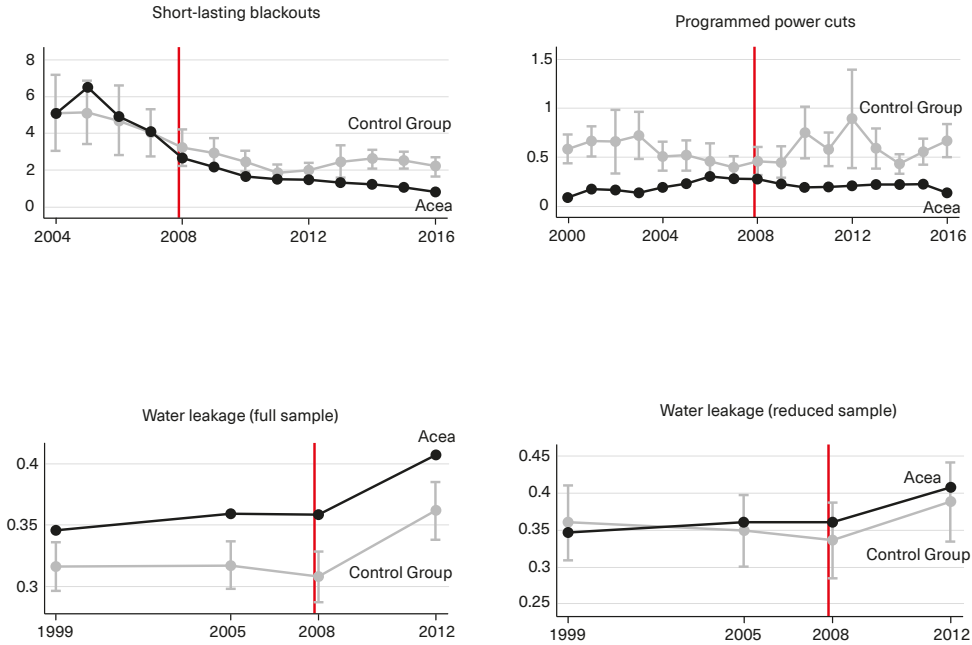 Short-lasting blackouts
8
6
4
2
0
Control Group
Acea
2004 2008 2012 2016
Programmed power cuts
1.5
1
0.5
0
Control Group
Acea
2000 2004 2008 2012 2016
Water leakage (full sample)
Acea
0.4
0.35
0.3
Control Group
1999 2005 2008 2012
Water leakage (reduced sample)
0.45
0.4
0.35
0.3
0.25
Acea
Control Group
1999 2005 2008 2012